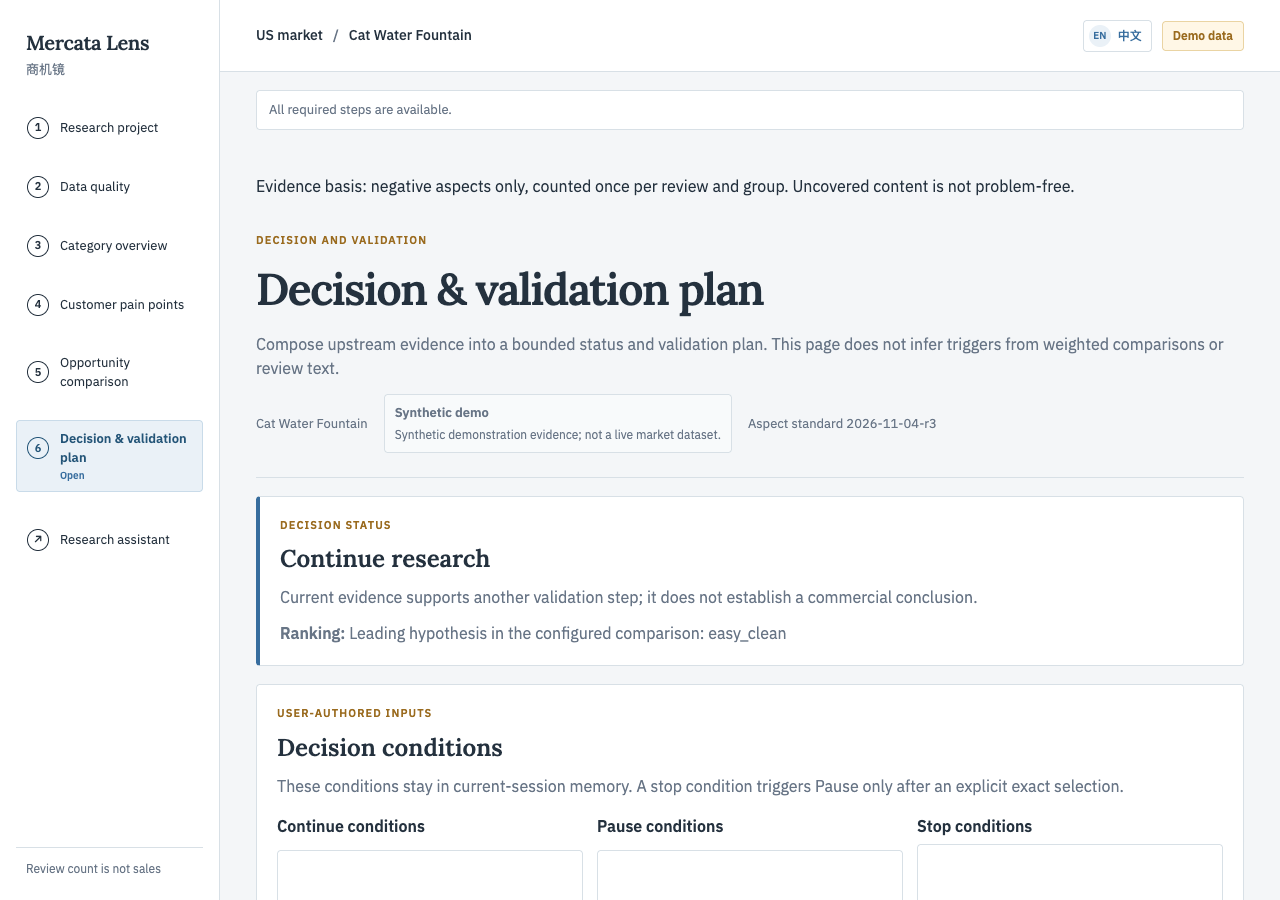 Mercata Lens
商机镜
1 Research project
2 Data quality
3 Category overview
4 Customer pain points
5 Opportunity
comparison
6 Decision & validation
plan
Open
↗ Research assistant
Review count is not sales
US market / Cat Water Fountain
EN 中文
Demo data
All required steps are available.
Evidence basis: negative aspects only, counted once per review and group. Uncovered content is not problem-free.
DECISION AND VALIDATION
Decision & validation plan
Compose upstream evidence into a bounded status and validation plan. This page does not infer triggers from weighted comparisons or
review text.
Cat Water Fountain
Synthetic demo
Synthetic demonstration evidence; not a live market dataset.
Aspect standard 2026-11-04-r3
DECISION STATUS
Continue research
Current evidence supports another validation step; it does not establish a commercial conclusion.
Ranking: Leading hypothesis in the configured comparison: easy_clean
USER-AUTHORED INPUTS
Decision conditions
These conditions stay in current-session memory. A stop condition triggers Pause only after an explicit exact selection.
Continue conditions
Pause conditions
Stop conditions